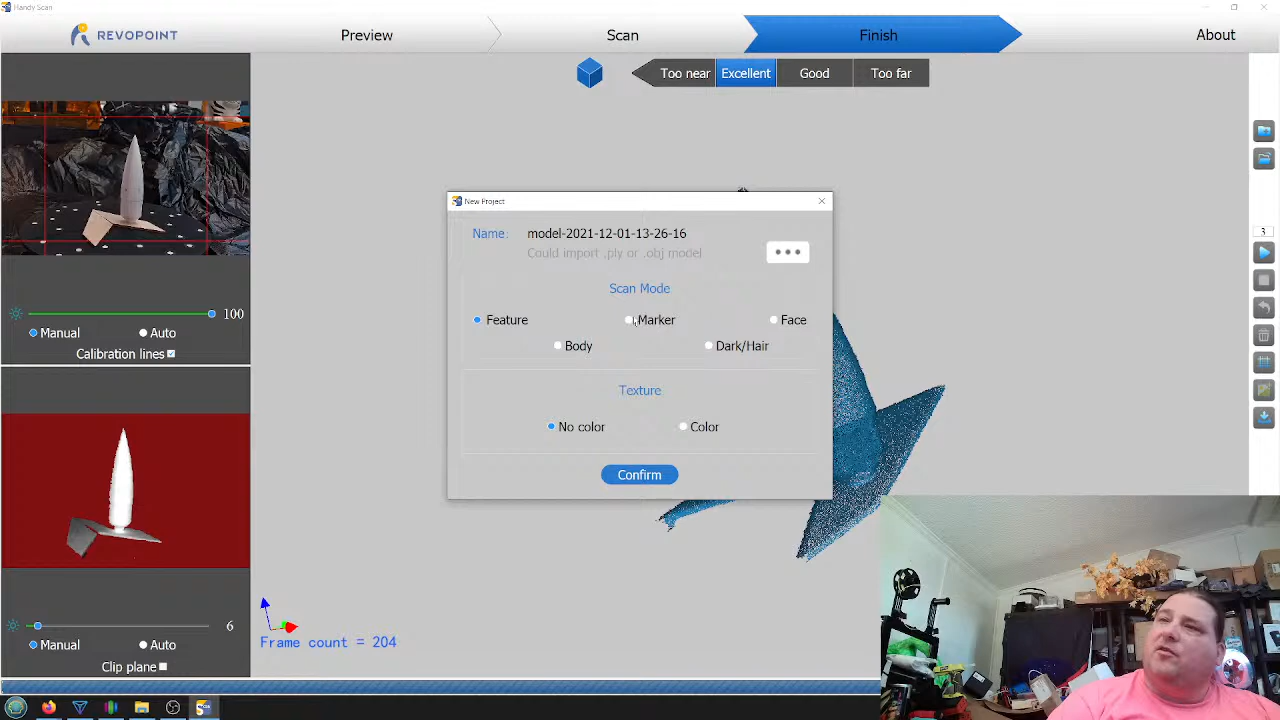 Handy Scan
REVOPOINT
Preview
Scan
Finish
About
Too near
Excellent
Good
Too far
New Project
Name: model-2021-12-01-13-26-16
Could import .ply or .obj model
Scan Mode
Feature
Marker
Face
Body
Dark/Hair
Texture
No color
Color
Confirm
100
Manual
Auto
Calibration lines
3
6
Manual
Auto
Clip plane
Frame count = 204